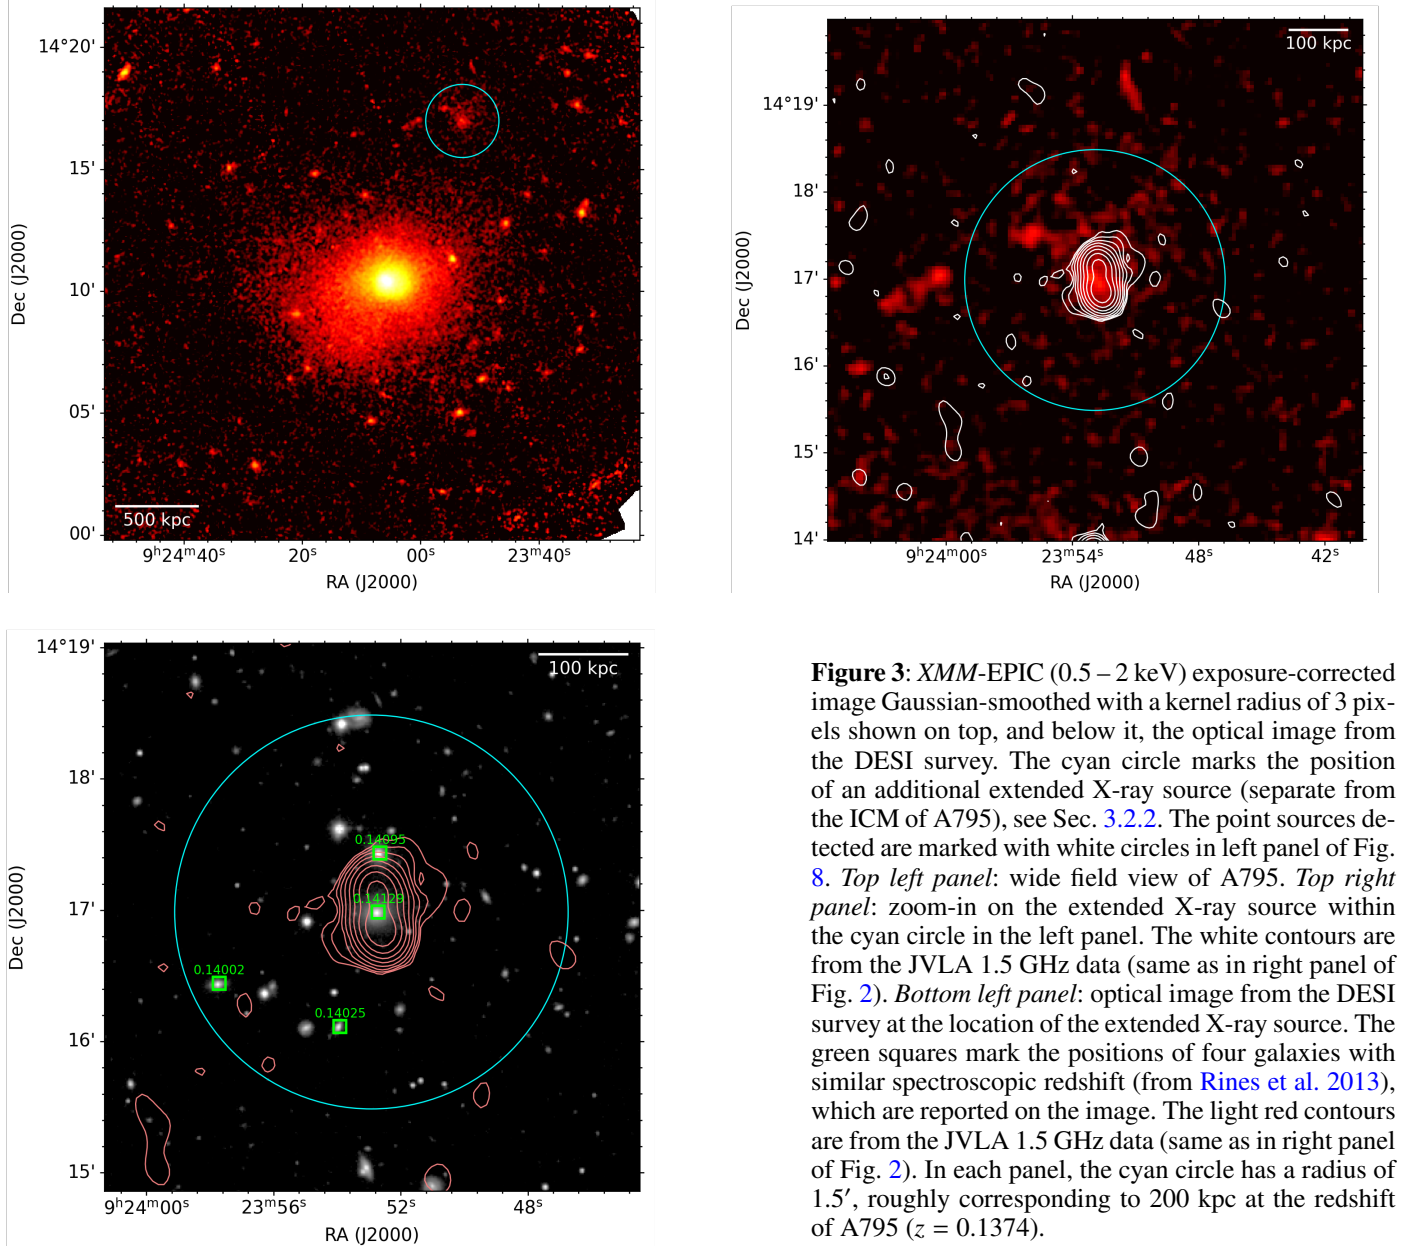 14°20'
15'
10'
05'
00'
Dec (J2000)
500 kpc
9ʰ24ᵐ40ˢ
20ˢ
00ˢ
23ᵐ40ˢ
RA (J2000)
100 kpc
14°19'
18'
17'
16'
15'
14'
Dec (J2000)
9ʰ24ᵐ00ˢ
23ᵐ54ˢ
48ˢ
42ˢ
RA (J2000)
14°19'
18'
17'
16'
15'
Dec (J2000)
100 kpc
0.14095
0.14129
0.14002
0.14025
9ʰ24ᵐ00ˢ
23ᵐ56ˢ
52ˢ
48ˢ
RA (J2000)
Figure 3: XMM-EPIC (0.5 – 2 keV) exposure-corrected
image Gaussian-smoothed with a kernel radius of 3 pix-
els shown on top, and below it, the optical image from
the DESI survey. The cyan circle marks the position
of an additional extended X-ray source (separate from
the ICM of A795), see Sec. 3.2.2. The point sources de-
tected are marked with white circles in left panel of Fig.
8. Top left panel: wide field view of A795. Top right
panel: zoom-in on the extended X-ray source within
the cyan circle in the left panel. The white contours are
from the JVLA 1.5 GHz data (same as in right panel of
Fig. 2). Bottom left panel: optical image from the DESI
survey at the location of the extended X-ray source. The
green squares mark the positions of four galaxies with
similar spectroscopic redshift (from Rines et al. 2013),
which are reported on the image. The light red contours
are from the JVLA 1.5 GHz data (same as in right panel
of Fig. 2). In each panel, the cyan circle has a radius of
1.5′, roughly corresponding to 200 kpc at the redshift
of A795 (z = 0.1374).